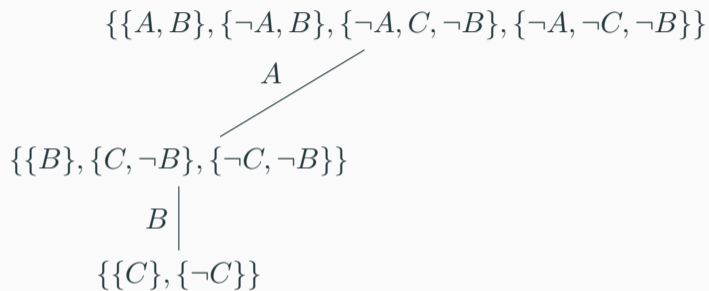 {{A, B}, {¬A, B}, {¬A, C, ¬B}, {¬A, ¬C, ¬B}}
A
{{B}, {C, ¬B}, {¬C, ¬B}}
B
{{C}, {¬C}}